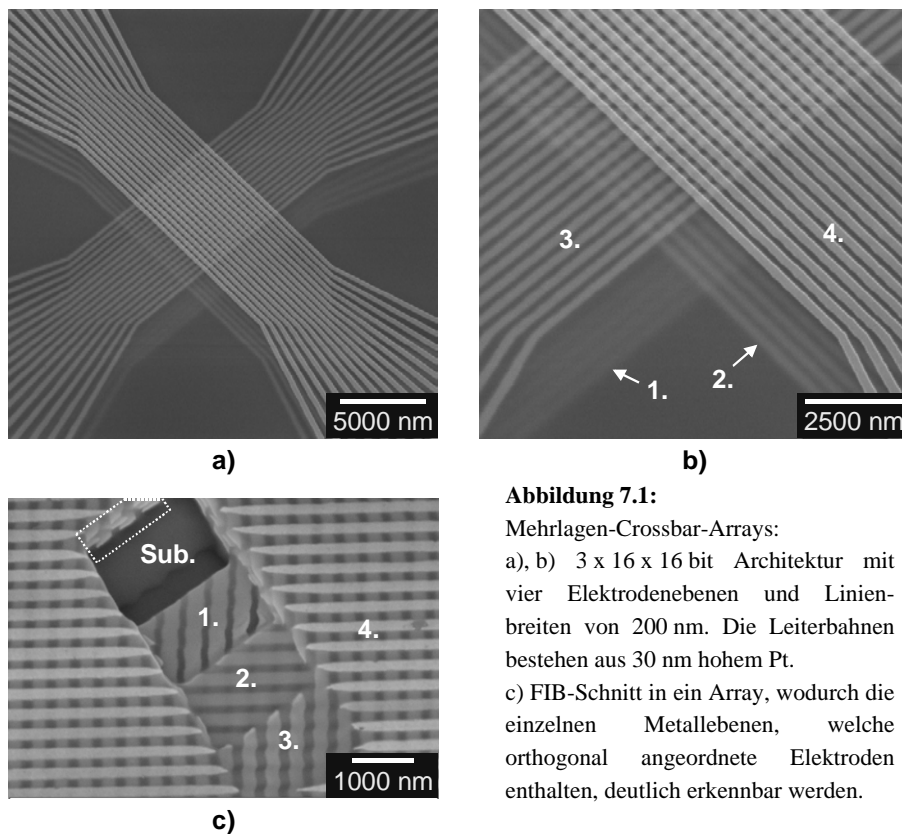 3.
4.
1.
2.
5000 nm
2500 nm
a)
b)
Sub.
1.
4.
2.
3.
1000 nm
c)
Abbildung 7.1:
Mehrlagen-Crossbar-Arrays:
a), b) 3 x 16 x 16 bit Architektur mit
vier Elektrodenebenen und Linien-
breiten von 200 nm. Die Leiterbahnen
bestehen aus 30 nm hohem Pt.
c) FIB-Schnitt in ein Array, wodurch die
einzelnen Metallebenen, welche
orthogonal angeordnete Elektroden
enthalten, deutlich erkennbar werden.